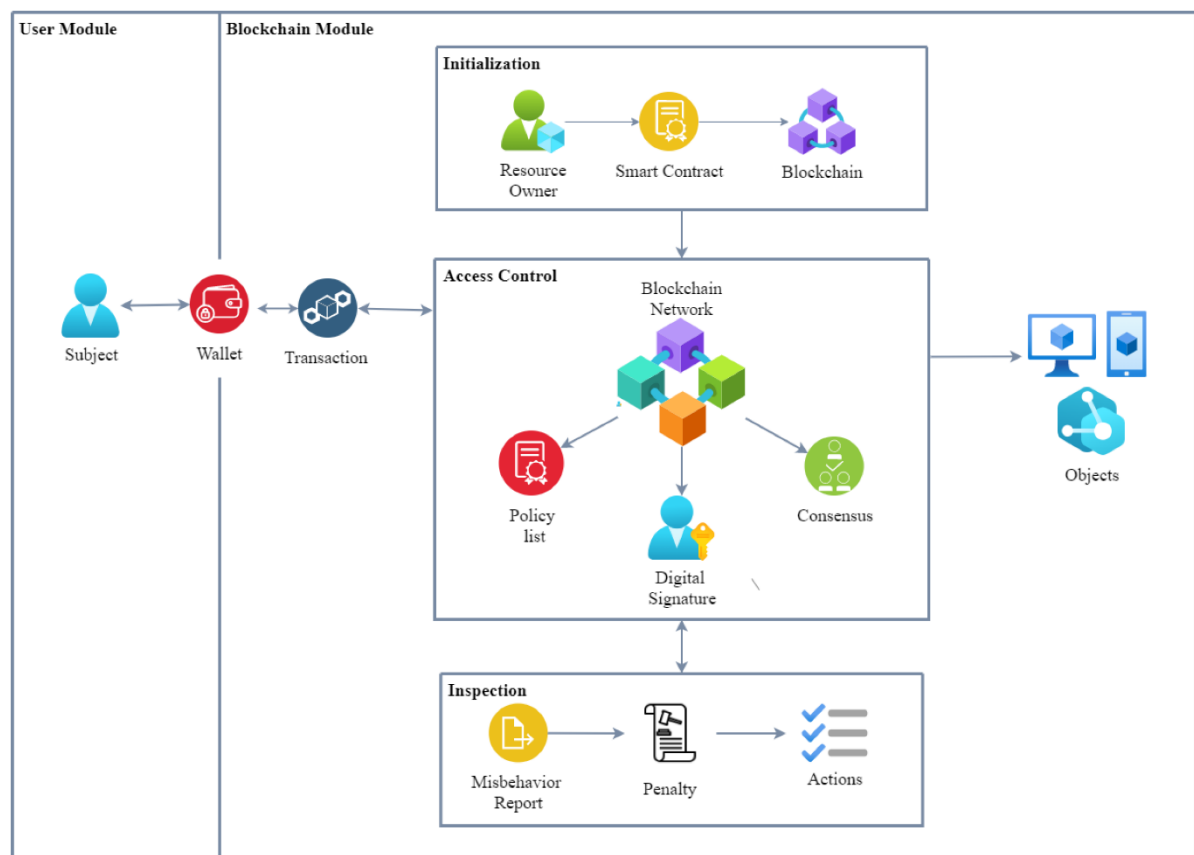 User Module
Blockchain Module
Initialization
Resource
Owner
Smart Contract
Blockchain
Access Control
Blockchain
Network
Subject
Wallet
Transaction
Policy
list
Digital
Signature
Consensus
Objects
Inspection
Misbehavior
Report
Penalty
Actions